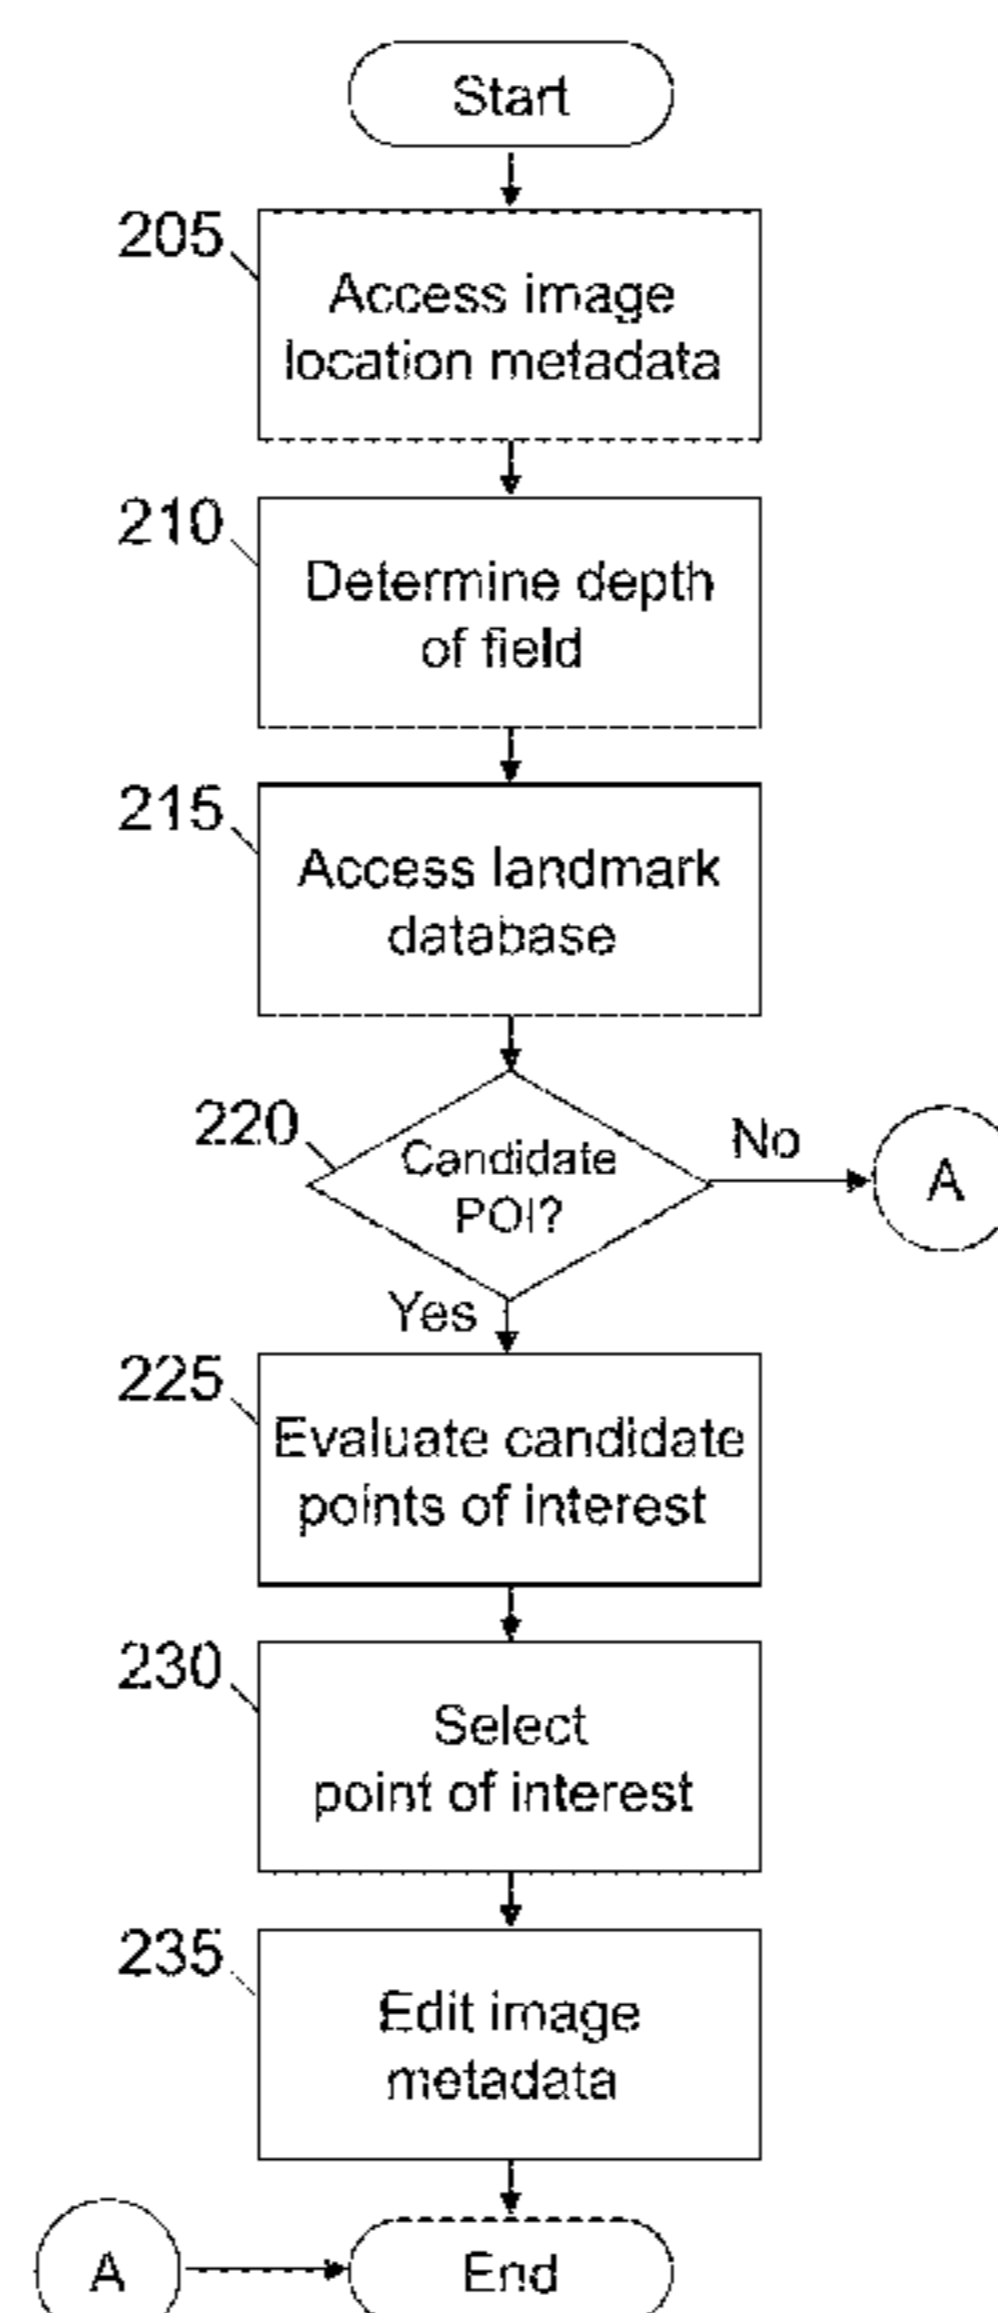 Start
205
Access image
location metadata
210
Determine depth
of field
215
Access landmark
database
220
Candidate
POI?
No
A
Yes
225
Evaluate candidate
points of interest
230
Select
point of interest
235
Edit image
metadata
A
End